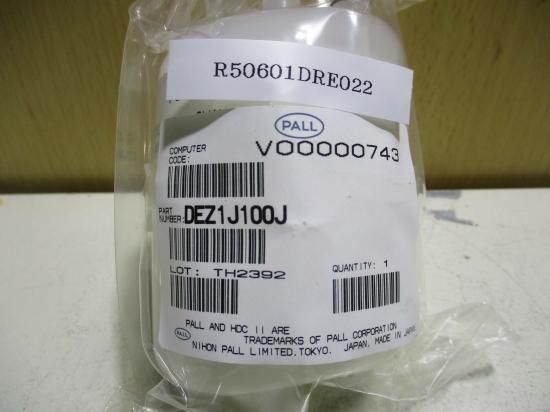 R50601DRE022
PALL
COMPUTER
CODE:
V00000743
PART
NUMBER: DEZ1J100J
LOT: TH2392
QUANTITY: 1
PALL AND HDC II ARE
PALL
TRADEMARKS OF PALL CORPORATION
NIHON PALL LIMITED, TOKYO. JAPAN. MADE IN JAPAN